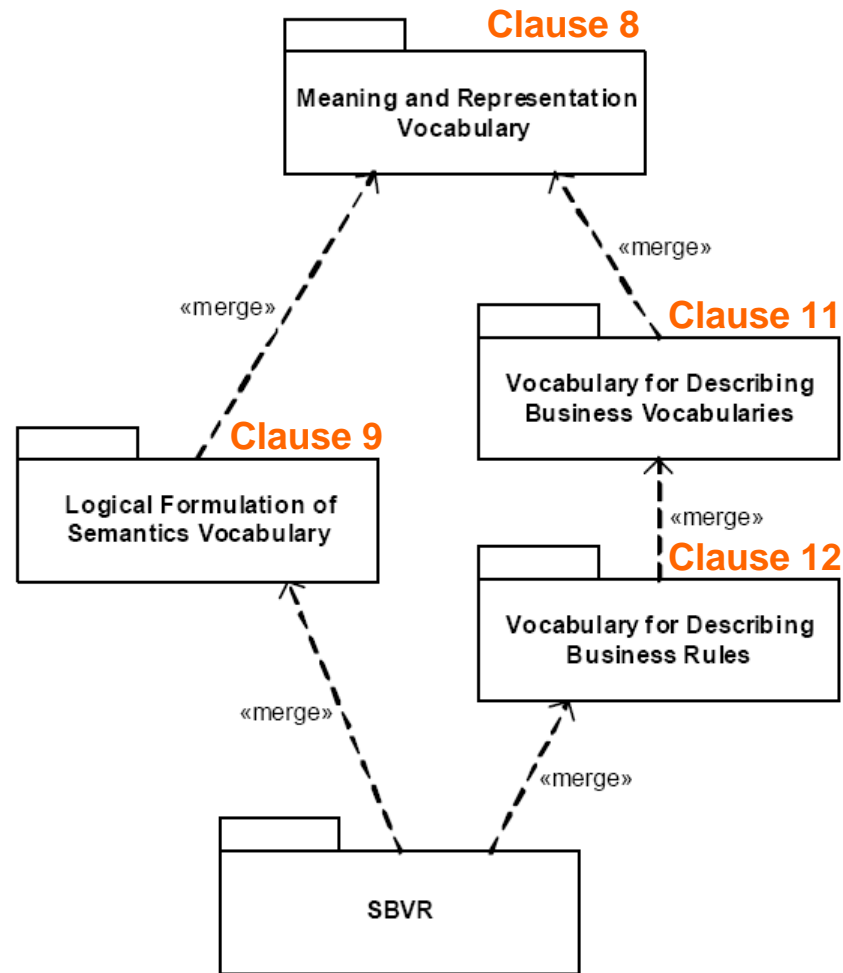 Clause 8
Meaning and Representation
Vocabulary
«merge»
«merge»
Clause 11
Vocabulary for Describing
Business Vocabularies
Clause 9
Logical Formulation of
Semantics Vocabulary
«merge»
Clause 12
Vocabulary for Describing
Business Rules
«merge»
«merge»
SBVR